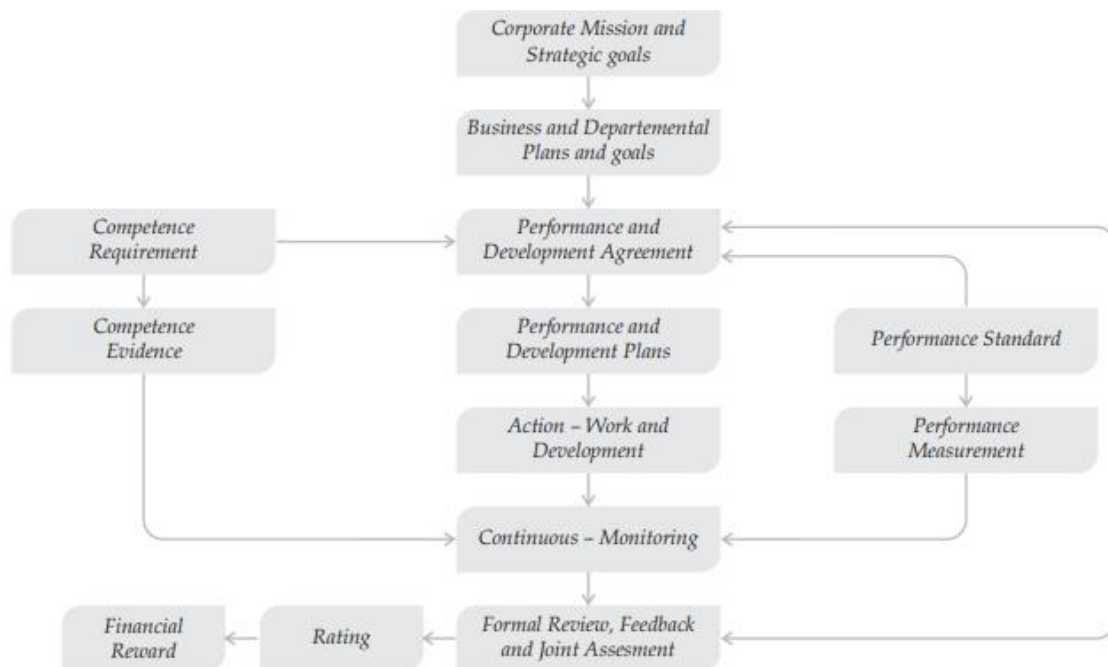 Corporate Mission and
Strategic goals
Business and Departemental
Plans and goals
Competence
Requirement
Performance and
Development Agreement
Competence
Evidence
Performance and
Development Plans
Performance Standard
Action – Work and
Development
Performance
Measurement
Continuous – Monitoring
Financial
Reward
Rating
Formal Review, Feedback
and Joint Assesment